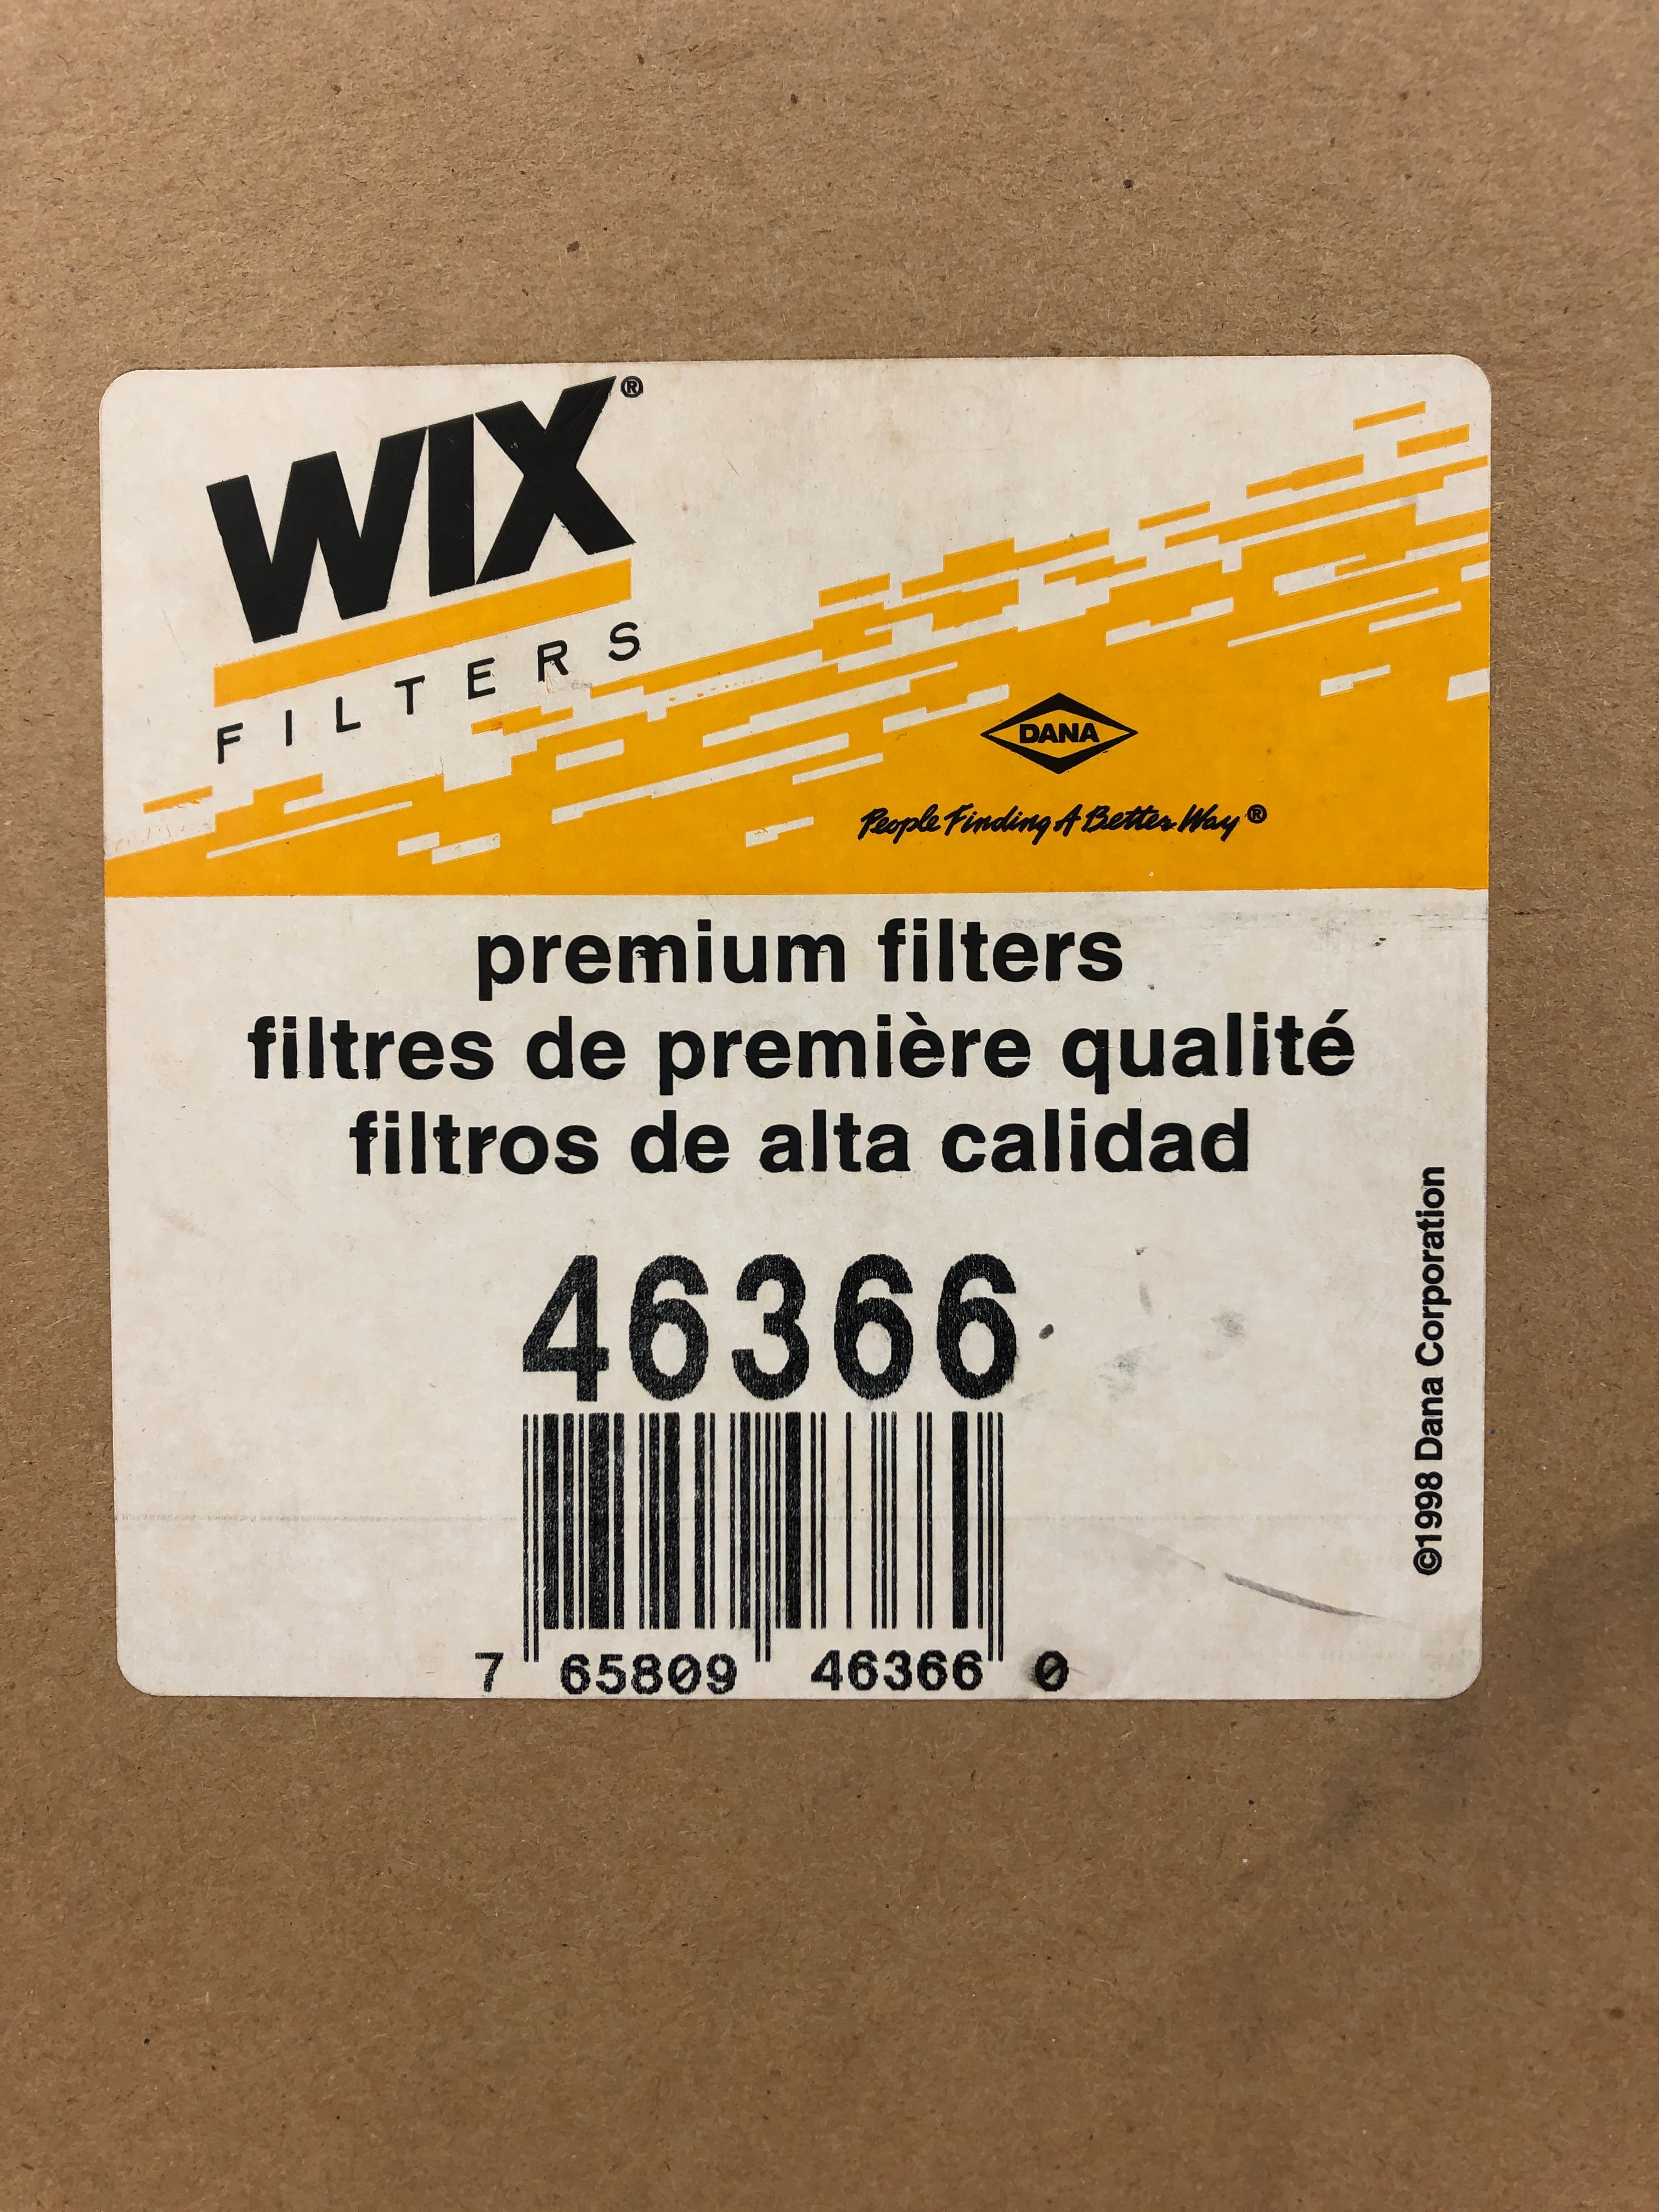 WIX®
FILTERS
DANA
People Finding A Better Way®
premium filters
filtres de première qualité
filtros de alta calidad
46366
7 65809 46366 0
©1998 Dana Corporation